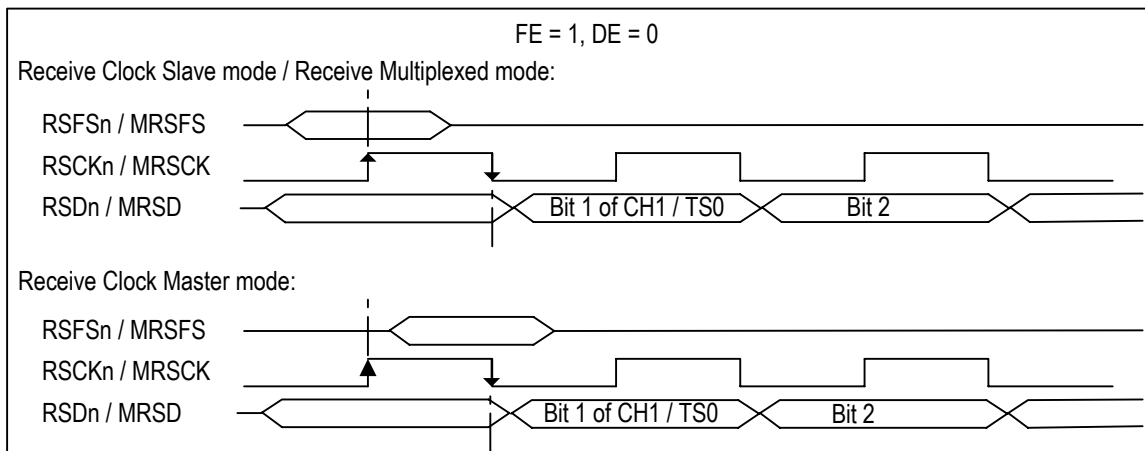 FE = 1, DE = 0
Receive Clock Slave mode / Receive Multiplexed mode:
RSFSn / MRSFS
RSCKn / MRSCK
RSDn / MRSD
Bit 1 of CH1 / TS0
Bit 2
Receive Clock Master mode:
RSFSn / MRSFS
RSCKn / MRSCK
RSDn / MRSD
Bit 1 of CH1 / TS0
Bit 2